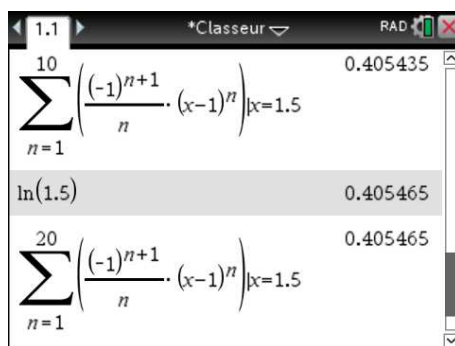 1.1 *Classeur RAD
10
∑ ((-1)^{n+1}/n · (x-1)^n)|x=1.5 0.405435
n=1
ln(1.5) 0.405465
20
∑ ((-1)^{n+1}/n · (x-1)^n)|x=1.5 0.405465
n=1